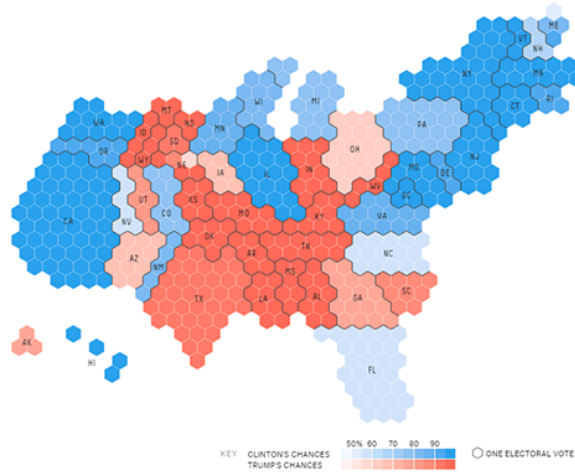 ME
VT
NH
WA
MT
ND
ID
OR
MN
WI
MI
NY
MA
CT
RI
PA
SD
WY
NE
IA
IL
IN
OH
WV
NJ
MD
DE
DC
CA
NV
UT
CO
KS
MO
KY
VA
AZ
NM
OK
AR
TN
NC
TX
LA
MS
AL
GA
SC
AK
HI
FL
50% 60 70 80 90
KEY CLINTON'S CHANCES
TRUMP'S CHANCES
ONE ELECTORAL VOTE